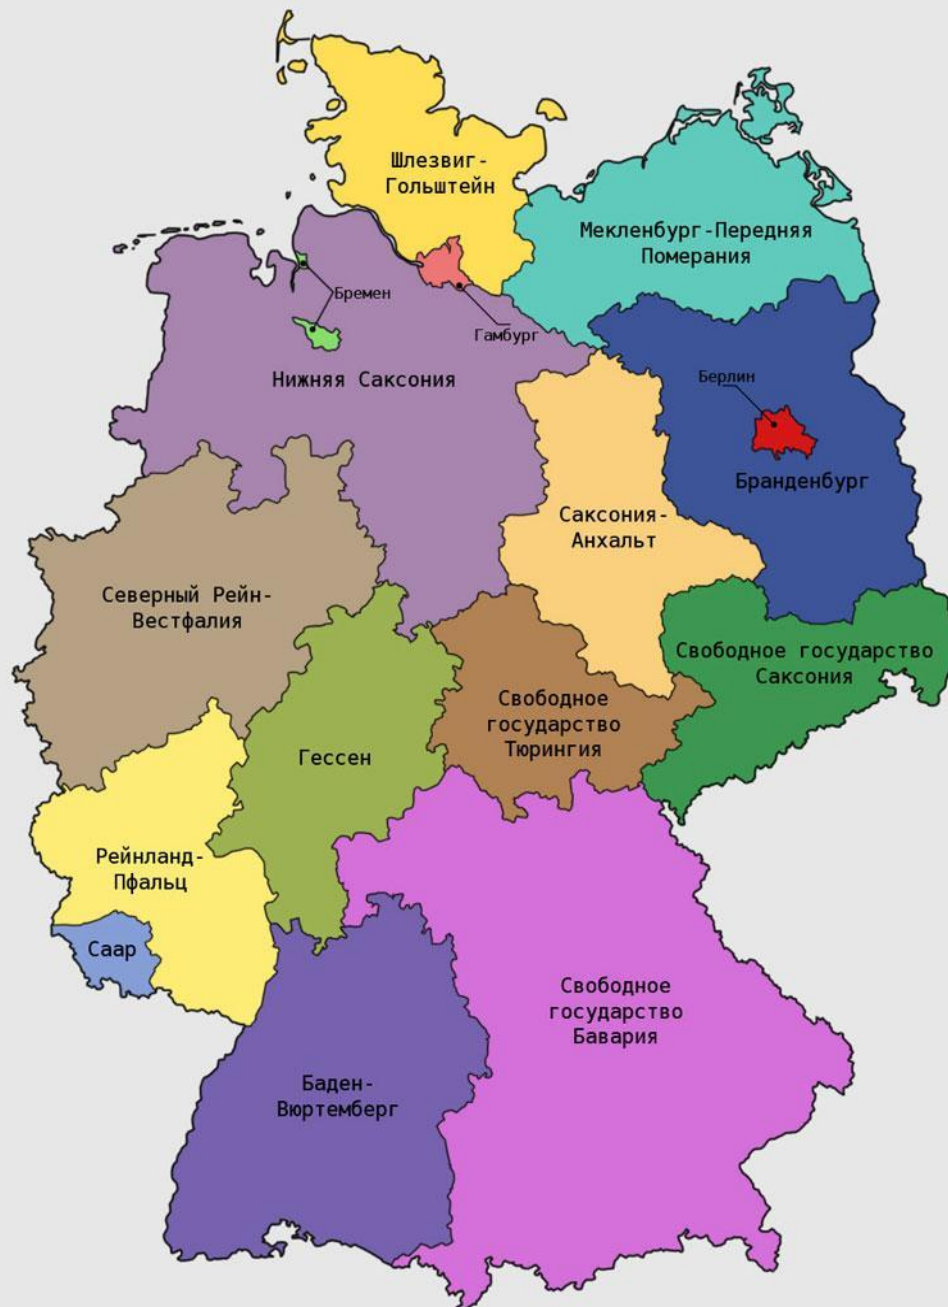 Шлезвиг-
Гольштейн
Мекленбург-Передняя
Померания
Бремен
Гамбург
Нижняя Саксония
Берлин
Бранденбург
Саксония-
Анхальт
Северный Рейн-
Вестфалия
Свободное государство
Саксония
Свободное
государство
Тюрингия
Гессен
Рейнланд-
Пфальц
Саар
Свободное
государство
Бавария
Баден-
Вюртемберг